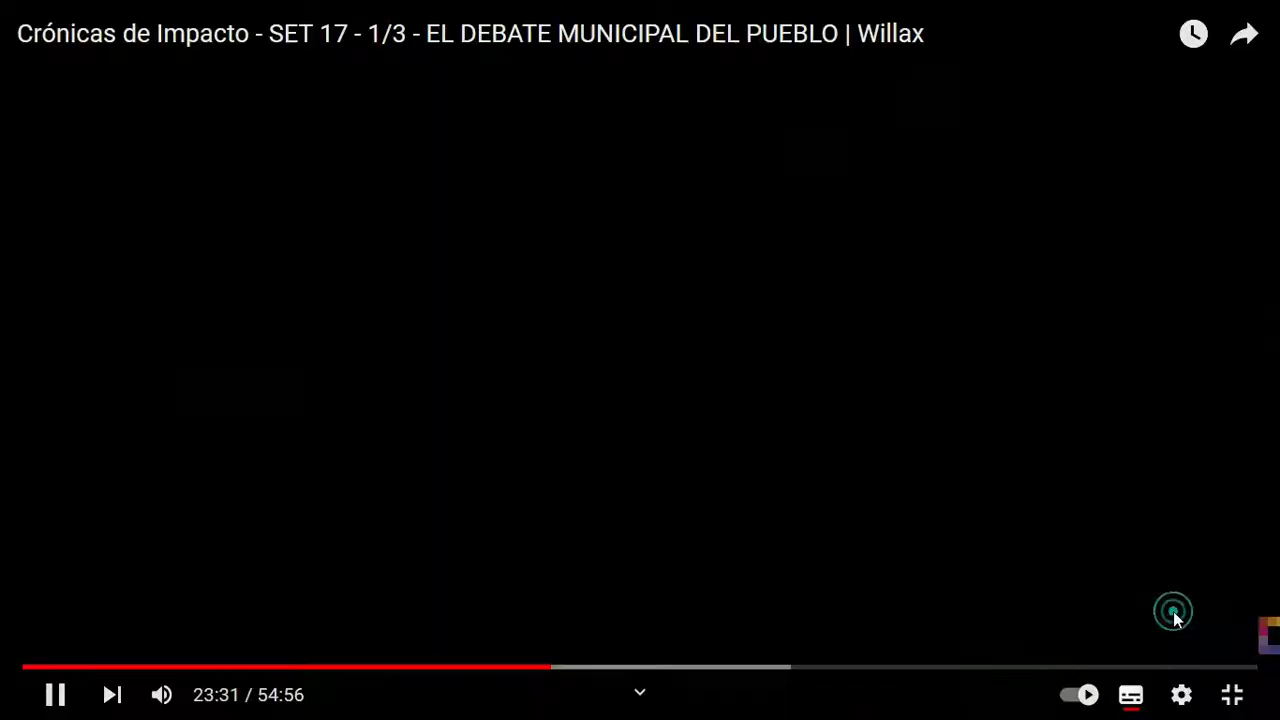 Crónicas de Impacto - SET 17 - 1/3 - EL DEBATE MUNICIPAL DEL PUEBLO | Willax
23:31 / 54:56